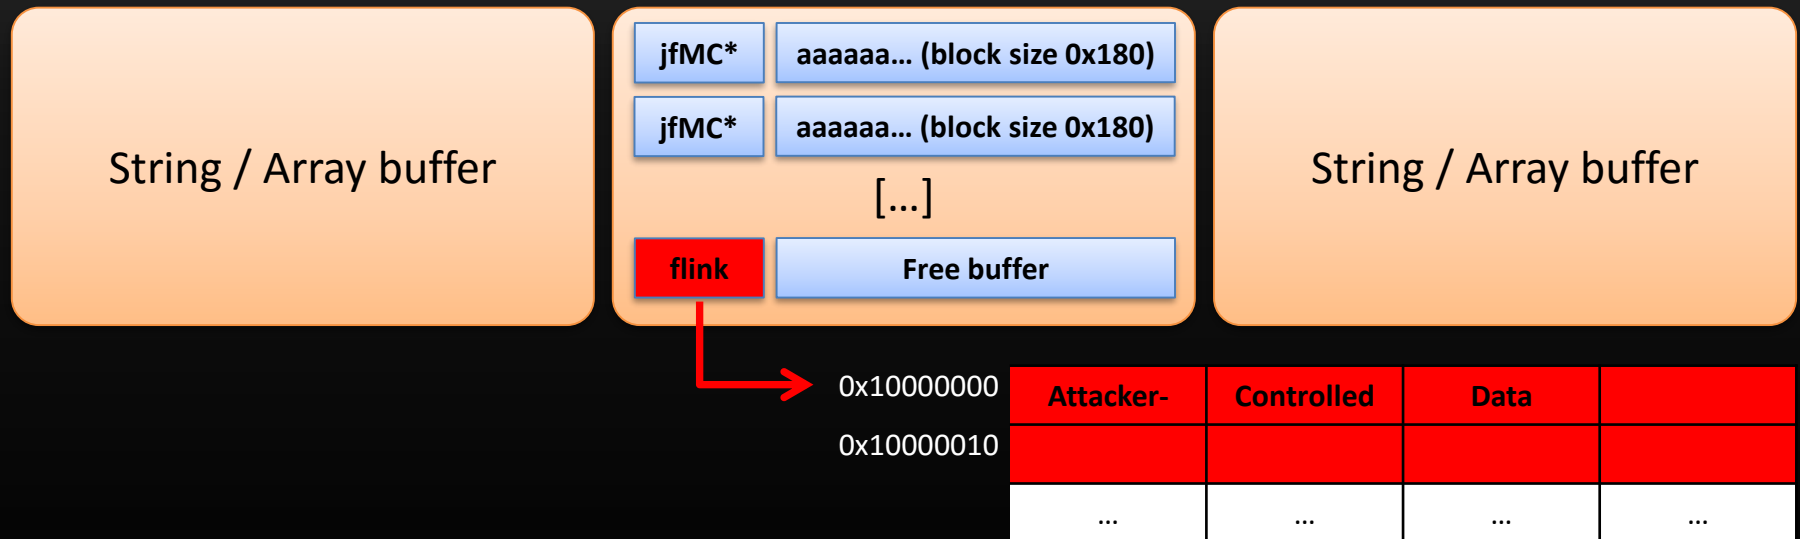 String / Array buffer
jfMC* aaaaaa... (block size 0x180)
jfMC* aaaaaa... (block size 0x180)
[...]
flink Free buffer
String / Array buffer
0x10000000 Attacker- Controlled Data
0x10000010
... ... ... ...